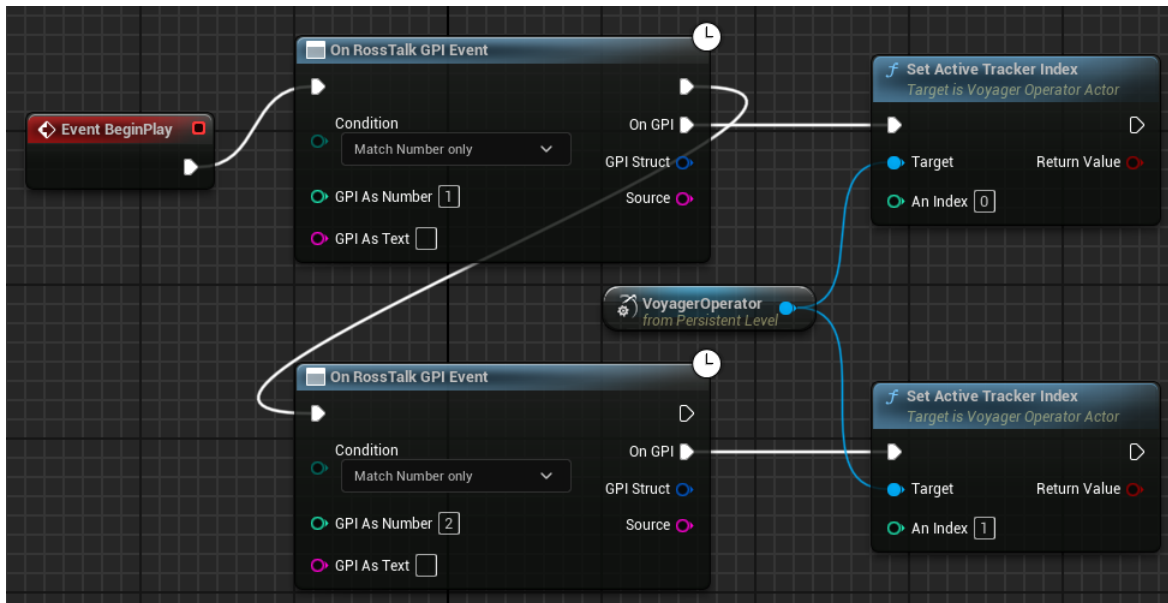 Event BeginPlay
On RossTalk GPI Event
Condition
Match Number only
On GPI
GPI Struct
GPI As Number 1
Source
GPI As Text
Set Active Tracker Index
Target is Voyager Operator Actor
Target
Return Value
An Index 0
VoyagerOperator
from Persistent Level
On RossTalk GPI Event
Condition
Match Number only
On GPI
GPI Struct
GPI As Number 2
Source
GPI As Text
Set Active Tracker Index
Target is Voyager Operator Actor
Target
Return Value
An Index 1